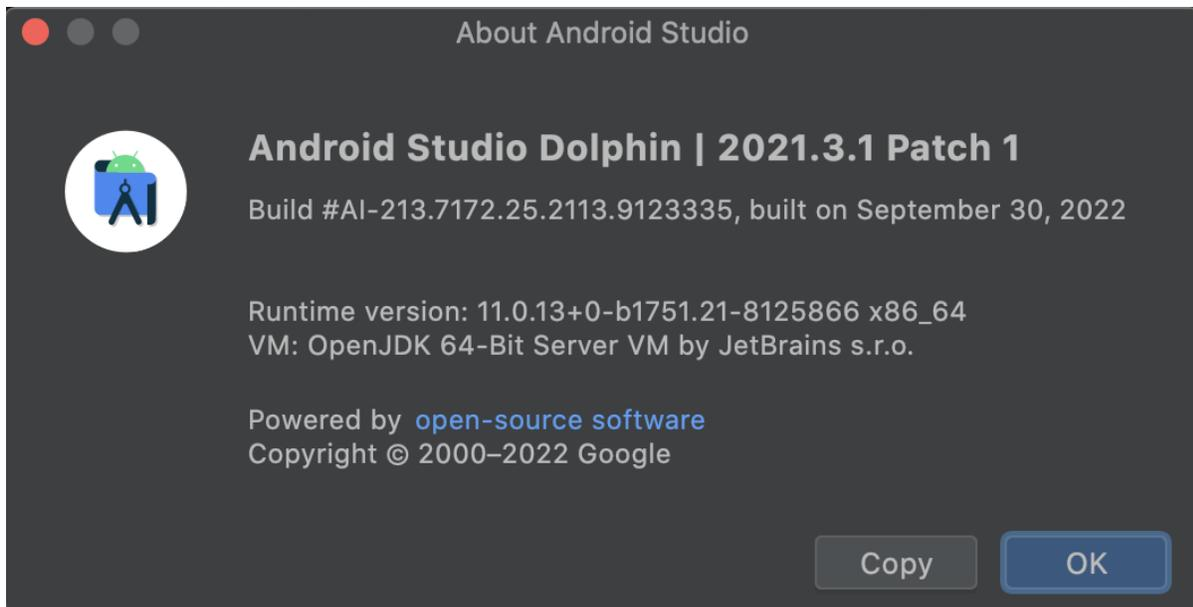 About Android Studio
Android Studio Dolphin | 2021.3.1 Patch 1
Build #AI-213.7172.25.2113.9123335, built on September 30, 2022
Runtime version: 11.0.13+0-b1751.21-8125866 x86_64
VM: OpenJDK 64-Bit Server VM by JetBrains s.r.o.
Powered by open-source software
Copyright © 2000–2022 Google
Copy
OK